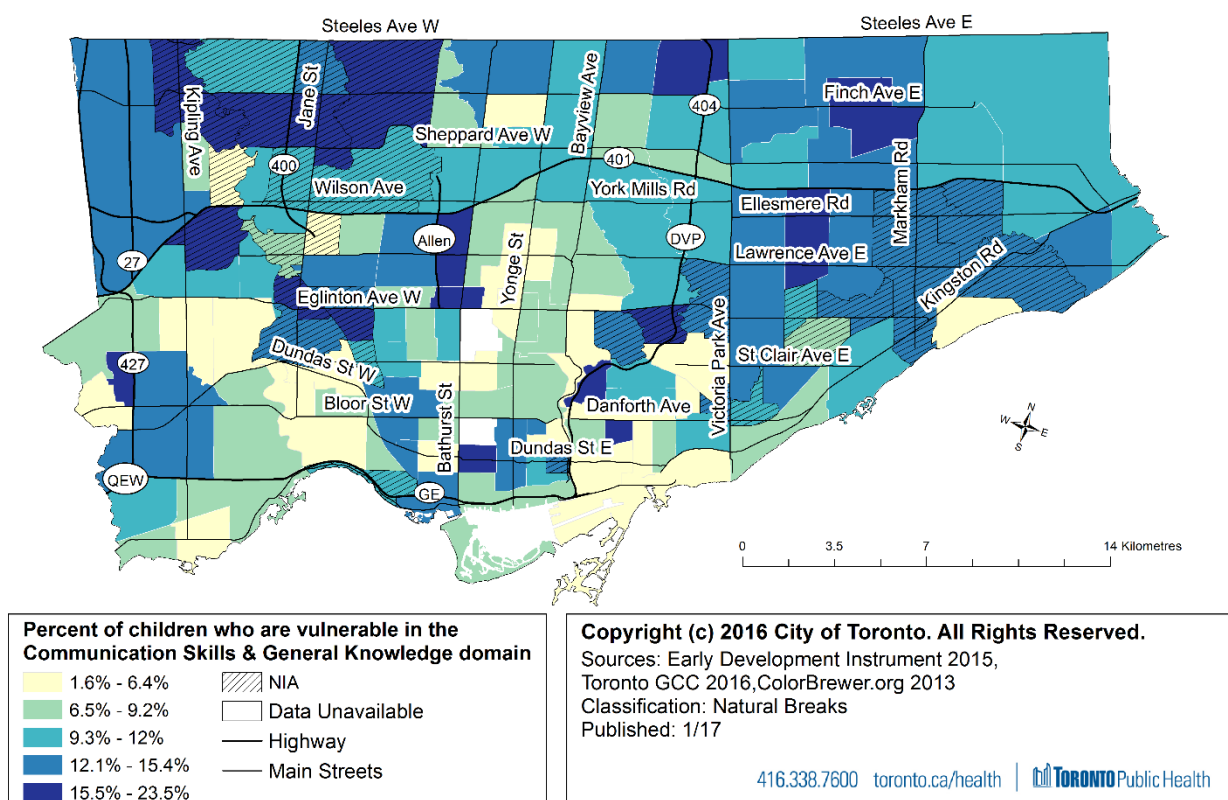 Steeles Ave W
Steeles Ave E
Kipling Ave
Jane St
Bayview Ave
404
Finch Ave E
Sheppard Ave W
400
401
Markham Rd
Wilson Ave
York Mills Rd
Ellesmere Rd
Allen
Yonge St
DVP
Lawrence Ave E
27
Kingston Rd
Eglinton Ave W
Victoria Park Ave
427
Dundas St W
St Clair Ave E
Bloor St W
Bathurst St
Danforth Ave
Dundas St E
QEW
GE
N
W
E
S
0 3.5 7 14 Kilometres
Percent of children who are vulnerable in the
Communication Skills & General Knowledge domain
1.6% - 6.4%
6.5% - 9.2%
9.3% - 12%
12.1% - 15.4%
15.5% - 23.5%
NIA
Data Unavailable
Highway
Main Streets
Copyright (c) 2016 City of Toronto. All Rights Reserved.
Sources: Early Development Instrument 2015,
Toronto GCC 2016,ColorBrewer.org 2013
Classification: Natural Breaks
Published: 1/17
416.338.7600 toronto.ca/health TORONTO Public Health